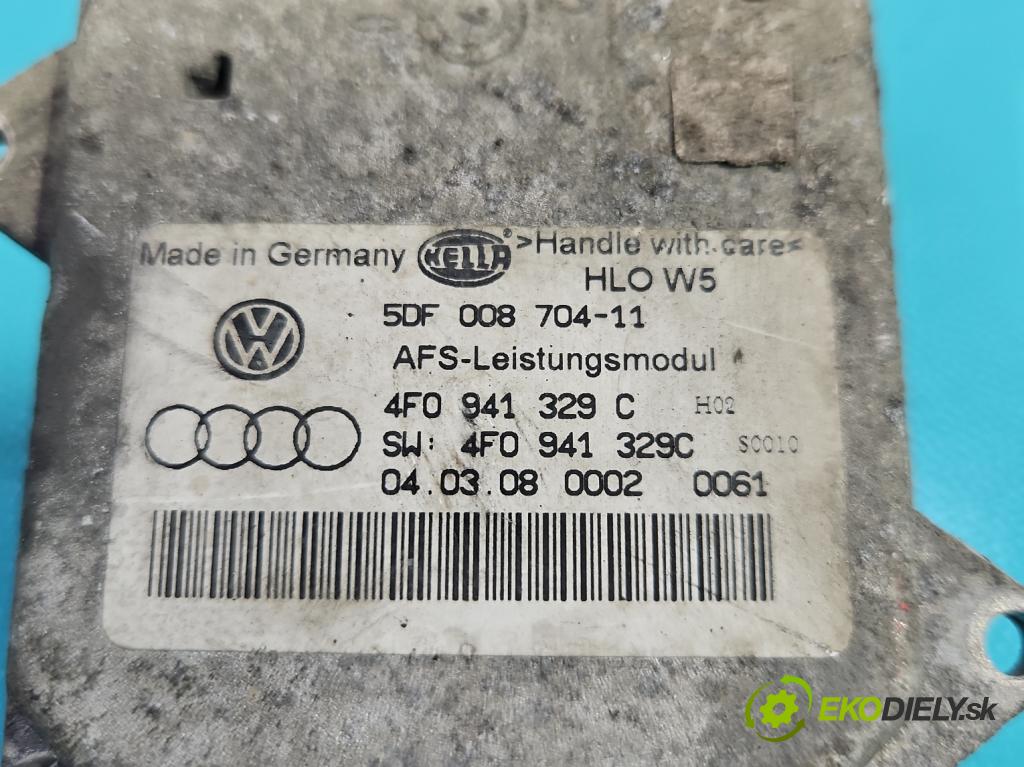 Made in Germany HELLA ® >Handle with care<
HLO W5
5DF 008 704-11
AFS-Leistungsmodul
4F0 941 329 C H02
SW: 4F0 941 329C S0010
04.03.08 0002 0061
EKODIELY.sk